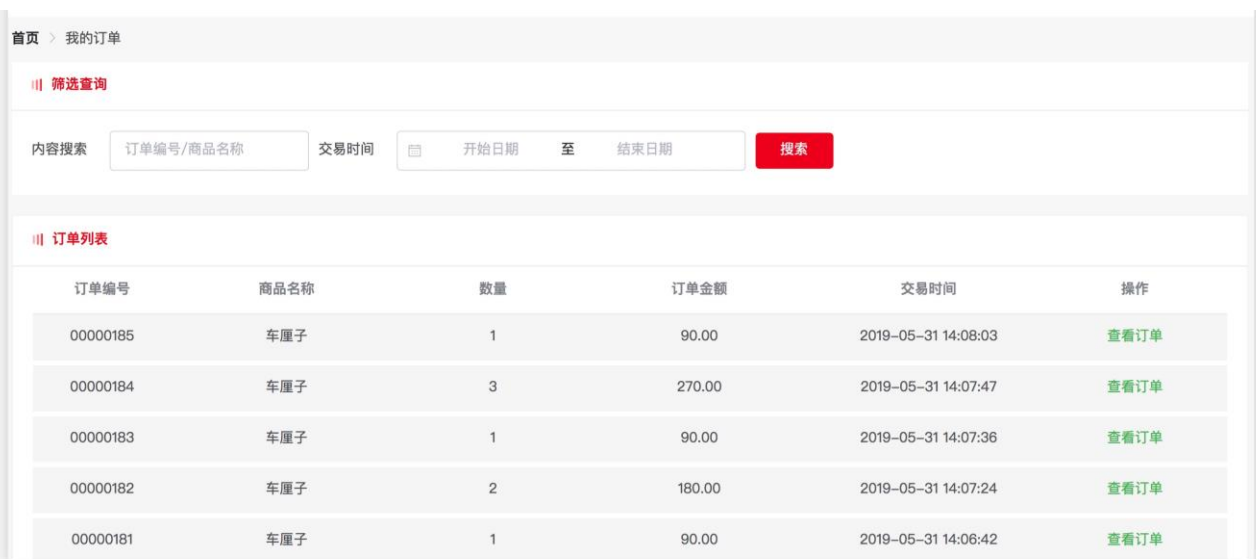 首页 > 我的订单
筛选查询
内容搜索 订单编号/商品名称 交易时间 开始日期 至 结束日期 搜索
订单列表
订单编号 商品名称 数量 订单金额 交易时间 操作
00000185 车厘子 1 90.00 2019-05-31 14:08:03 查看订单
00000184 车厘子 3 270.00 2019-05-31 14:07:47 查看订单
00000183 车厘子 1 90.00 2019-05-31 14:07:36 查看订单
00000182 车厘子 2 180.00 2019-05-31 14:07:24 查看订单
00000181 车厘子 1 90.00 2019-05-31 14:06:42 查看订单